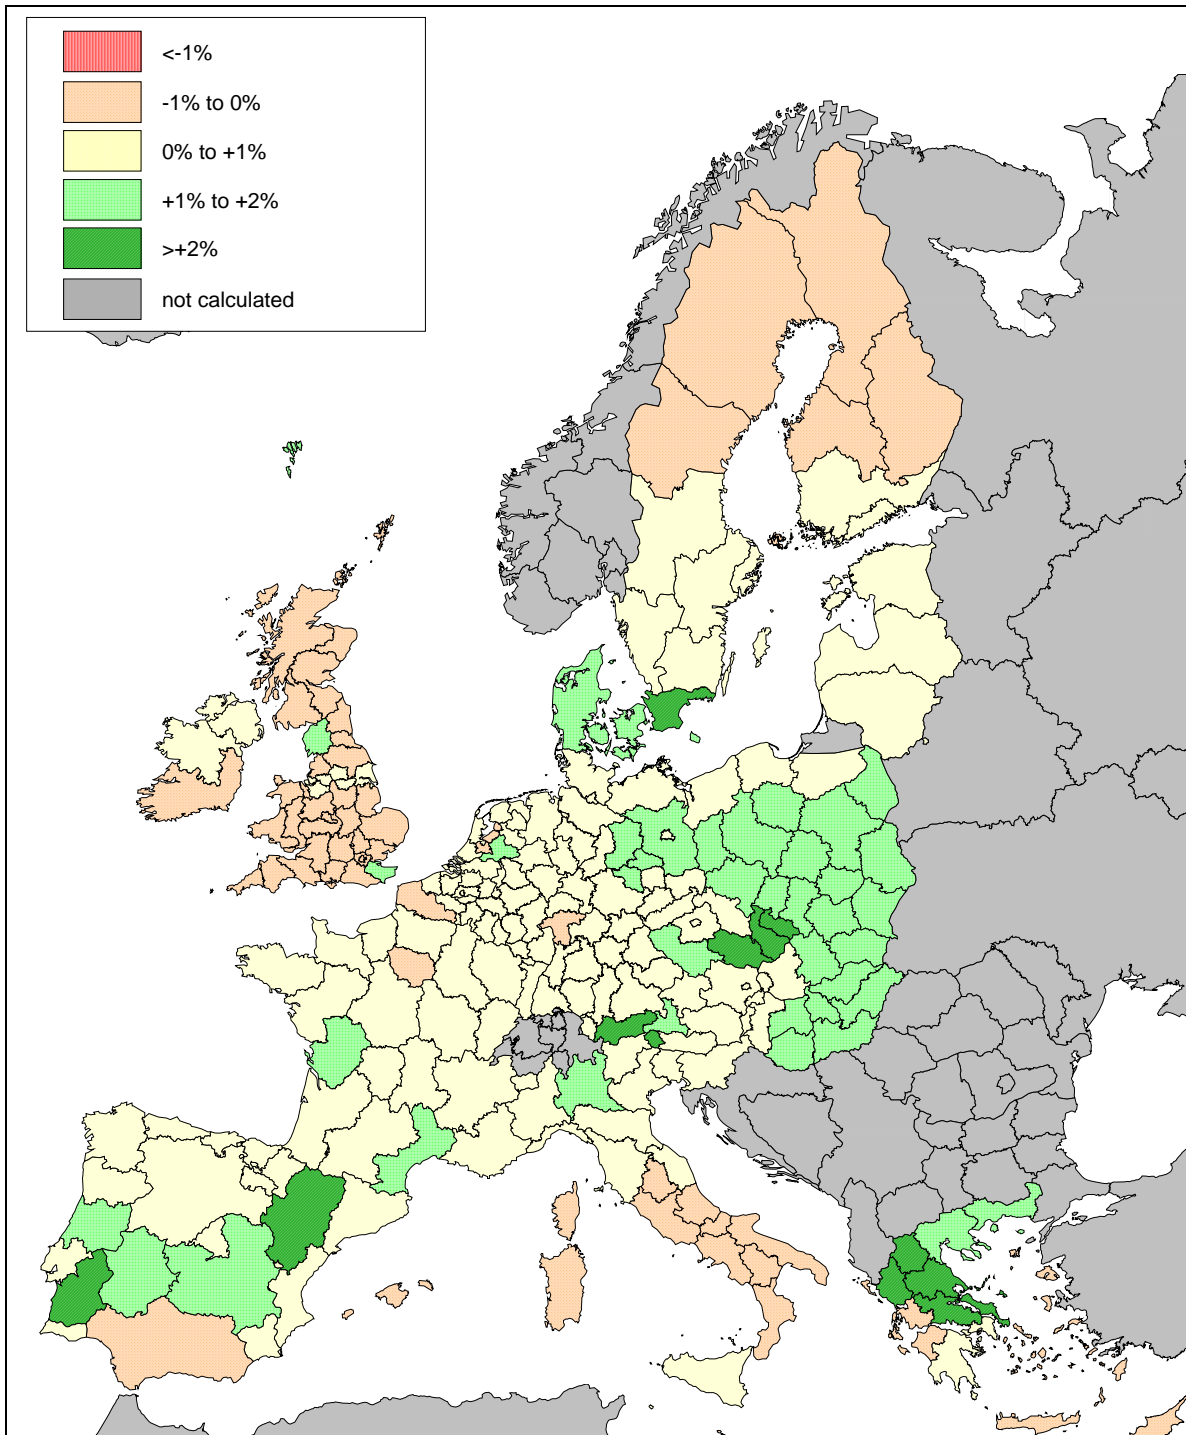 <-1%
-1% to 0%
0% to +1%
+1% to +2%
>+2%
not calculated